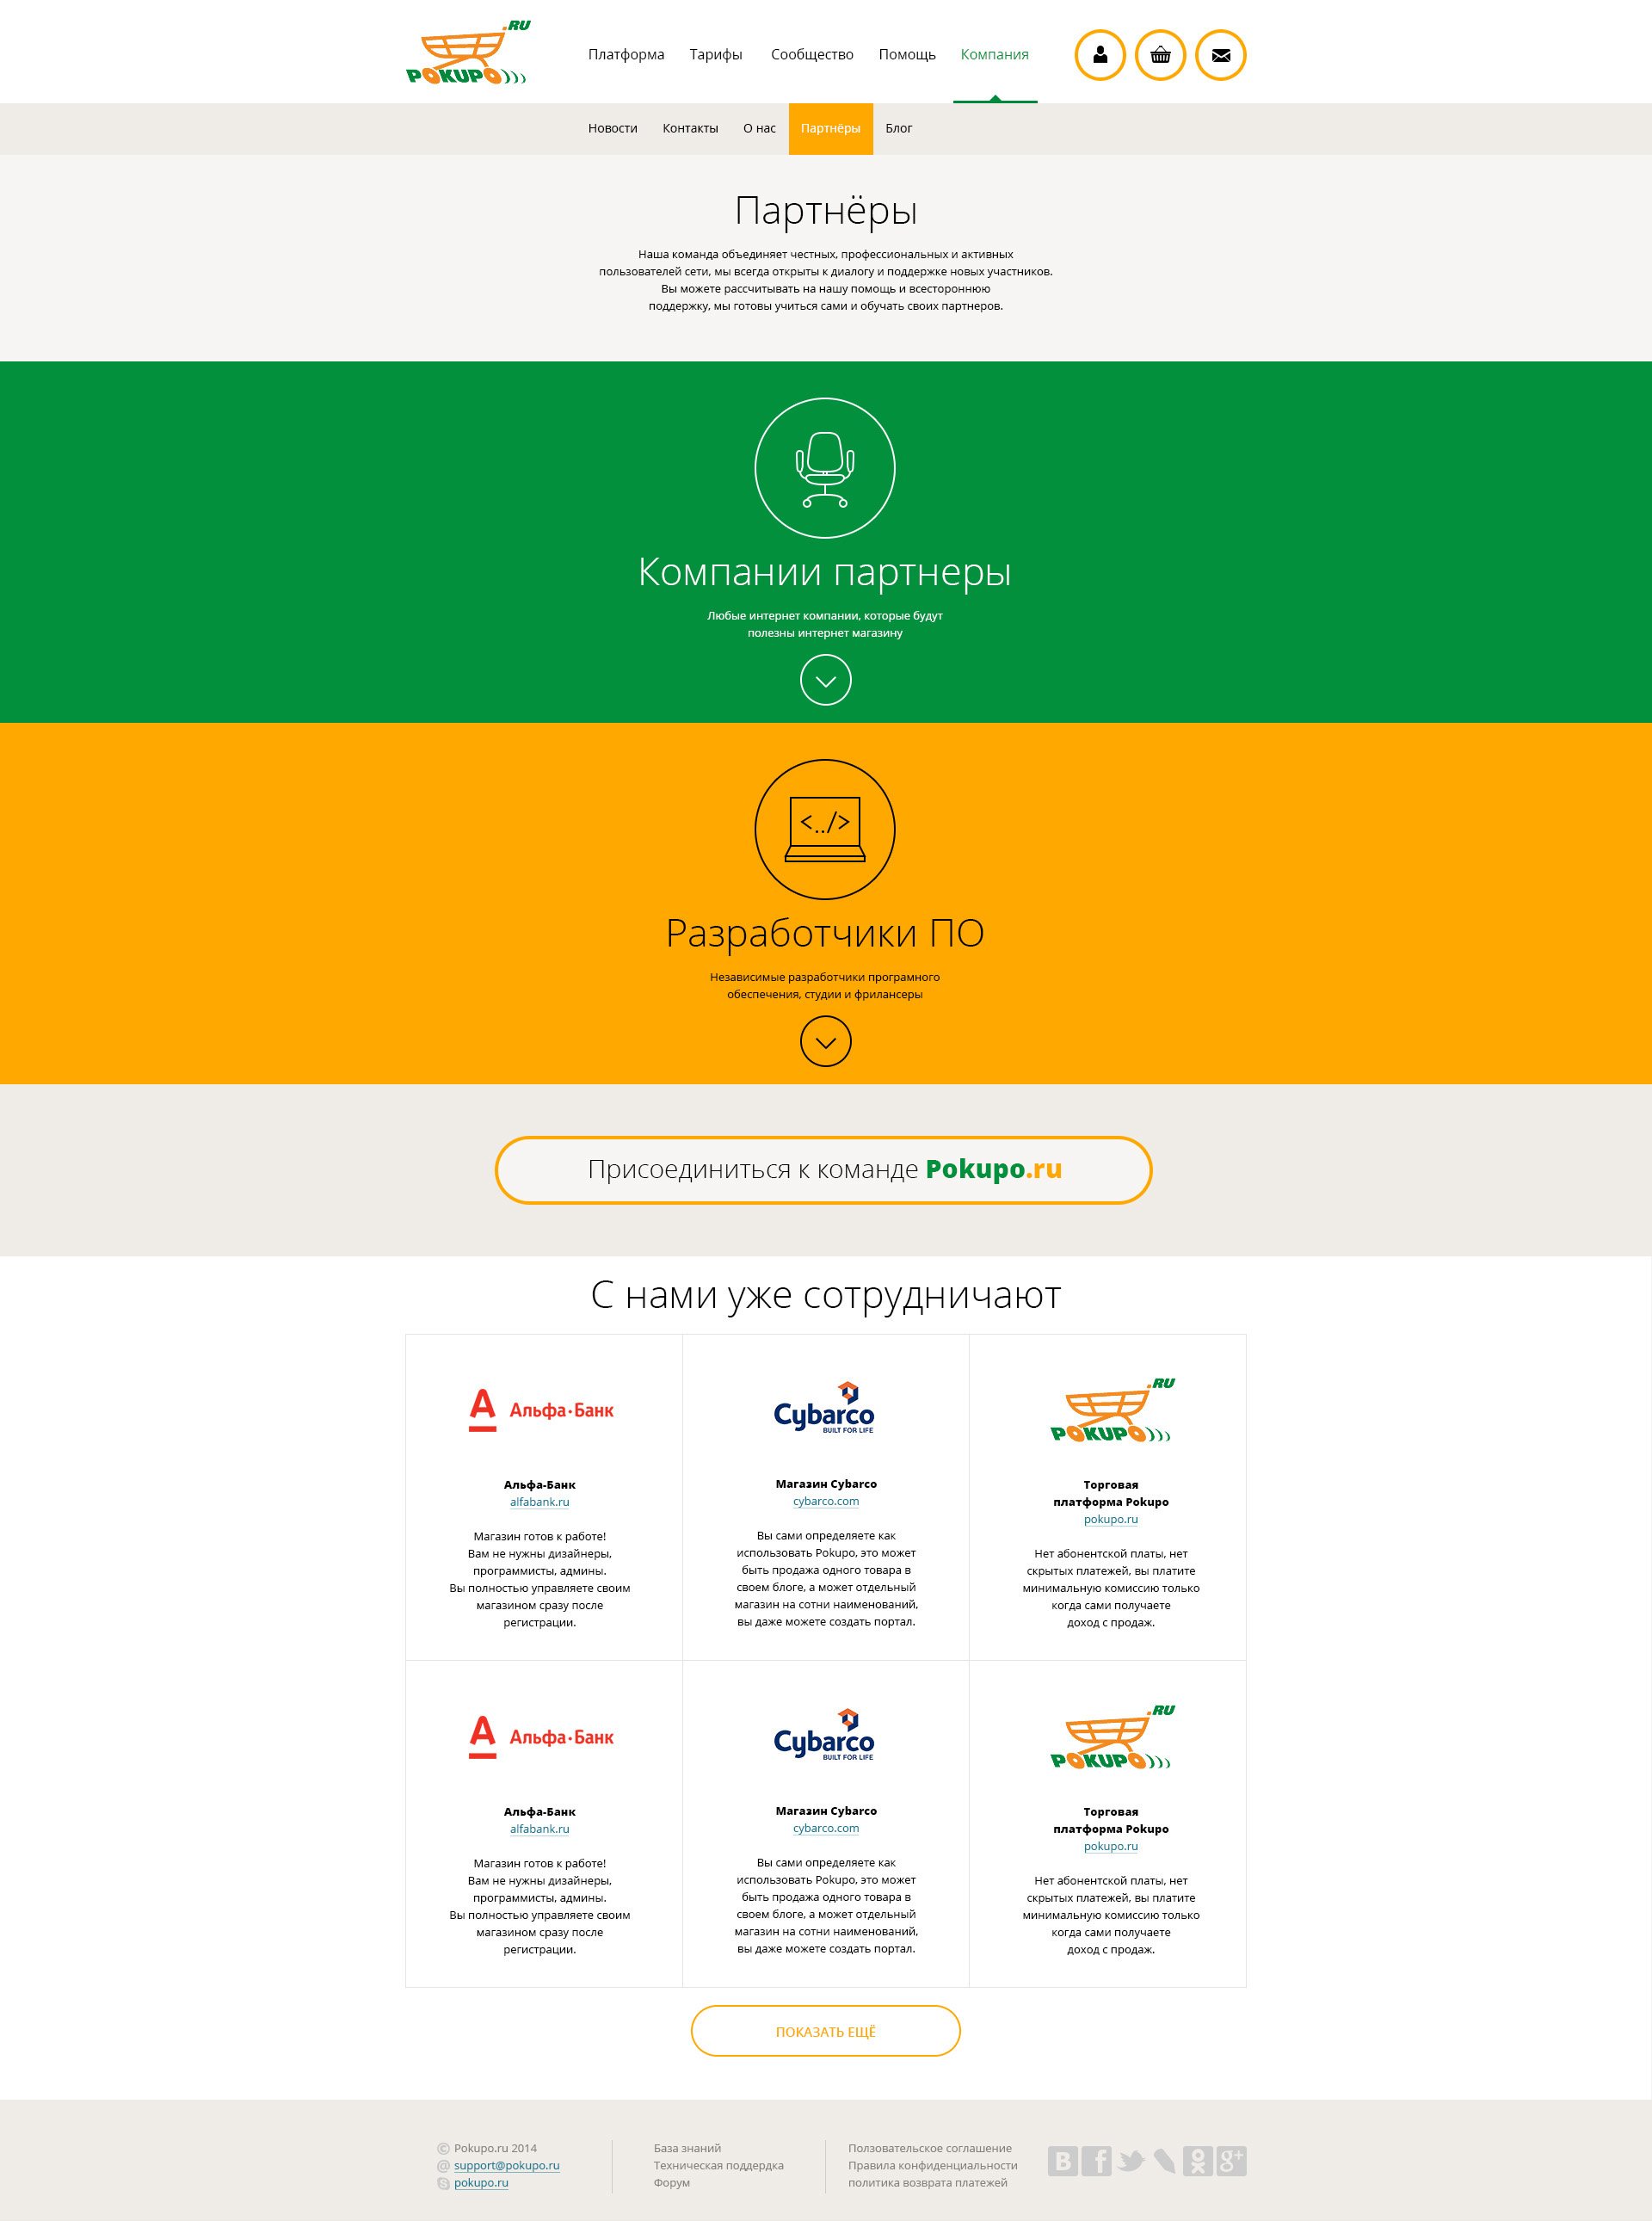 .RU
POKUPO
Платформа Тарифы Сообщество Помощь Компания
Новости Контакты О нас Партнёры Блог
Партнёры
Наша команда объединяет честных, профессиональных и активных
пользователей сети, мы всегда открыты к диалогу и поддержке новых участников.
Вы можете рассчитывать на нашу помощь и всестороннюю
поддержку, мы готовы учиться сами и обучать своих партнеров.
Компании партнеры
Любые интернет компании, которые будут
полезны интернет магазину
<../>
Разработчики ПО
Независимые разработчики програмного
обеспечения, студии и фрилансеры
Присоединиться к команде Pokupo.ru
С нами уже сотрудничают
А Альфа·Банк
Альфа-Банк
alfabank.ru
Магазин готов к работе!
Вам не нужны дизайнеры,
программисты, админы.
Вы полностью управляете своим
магазином сразу после
регистрации.
Cybarco
BUILT FOR LIFE
Магазин Cybarco
cybarco.com
Вы сами определяете как
использовать Pokupo, это может
быть продажа одного товара в
своем блоге, а может отдельный
магазин на сотни наименований,
вы даже можете создать портал.
.RU
POKUPO
Торговая
платформа Pokupo
pokupo.ru
Нет абонентской платы, нет
скрытых платежей, вы платите
минимальную комиссию только
когда сами получаете
доход с продаж.
А Альфа·Банк
Альфа-Банк
alfabank.ru
Магазин готов к работе!
Вам не нужны дизайнеры,
программисты, админы.
Вы полностью управляете своим
магазином сразу после
регистрации.
Cybarco
BUILT FOR LIFE
Магазин Cybarco
cybarco.com
Вы сами определяете как
использовать Pokupo, это может
быть продажа одного товара в
своем блоге, а может отдельный
магазин на сотни наименований,
вы даже можете создать портал.
.RU
POKUPO
Торговая
платформа Pokupo
pokupo.ru
Нет абонентской платы, нет
скрытых платежей, вы платите
минимальную комиссию только
когда сами получаете
доход с продаж.
ПОКАЗАТЬ ЕЩЁ
© Pokupo.ru 2014
@ support@pokupo.ru
pokupo.ru
База знаний
Техническая поддердка
Форум
Ползовательское соглашение
Правила конфиденциальности
политика возврата платежей